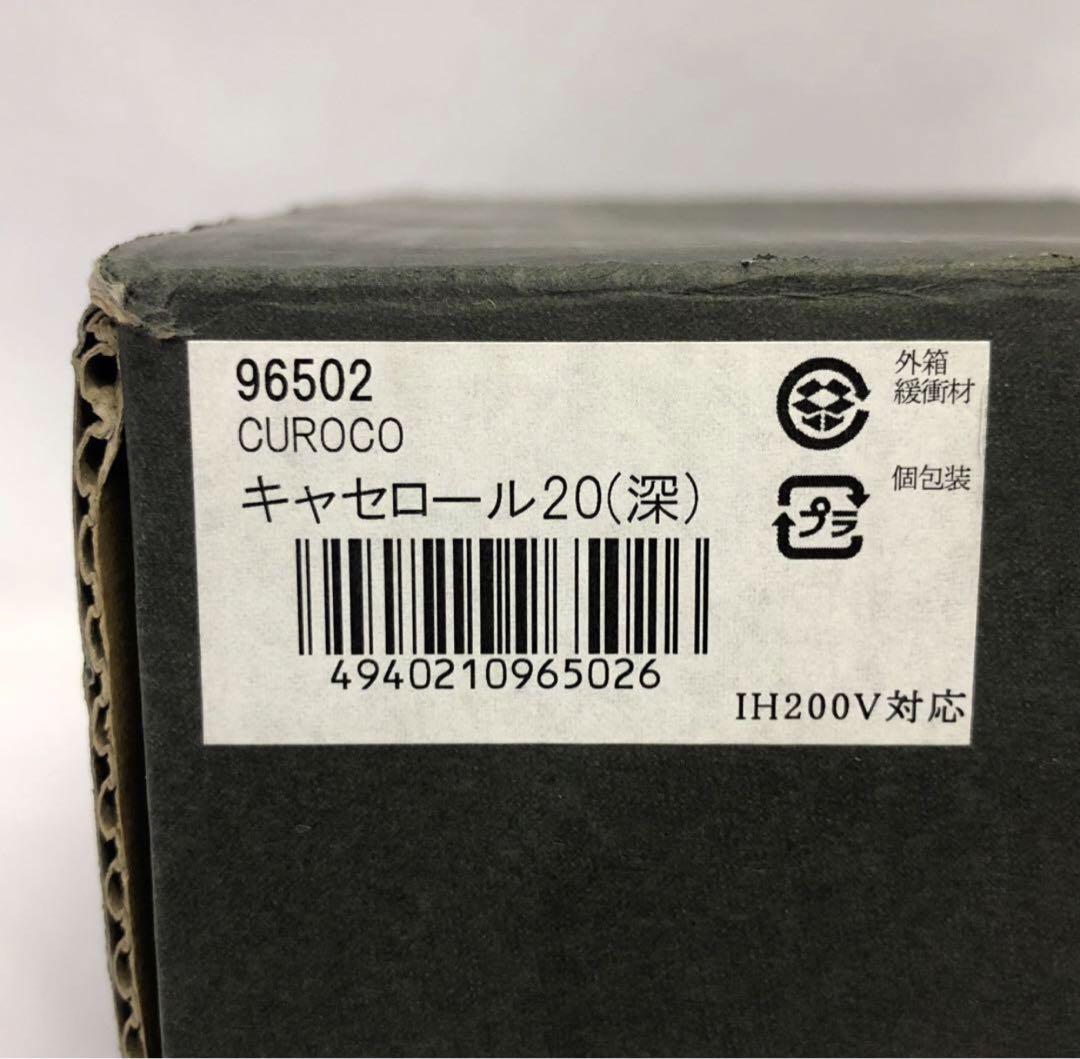 96502
CUROCO
キャセロール20(深)
4940210965026
外箱
緩衝材
個包装
プラ
IH200V対応